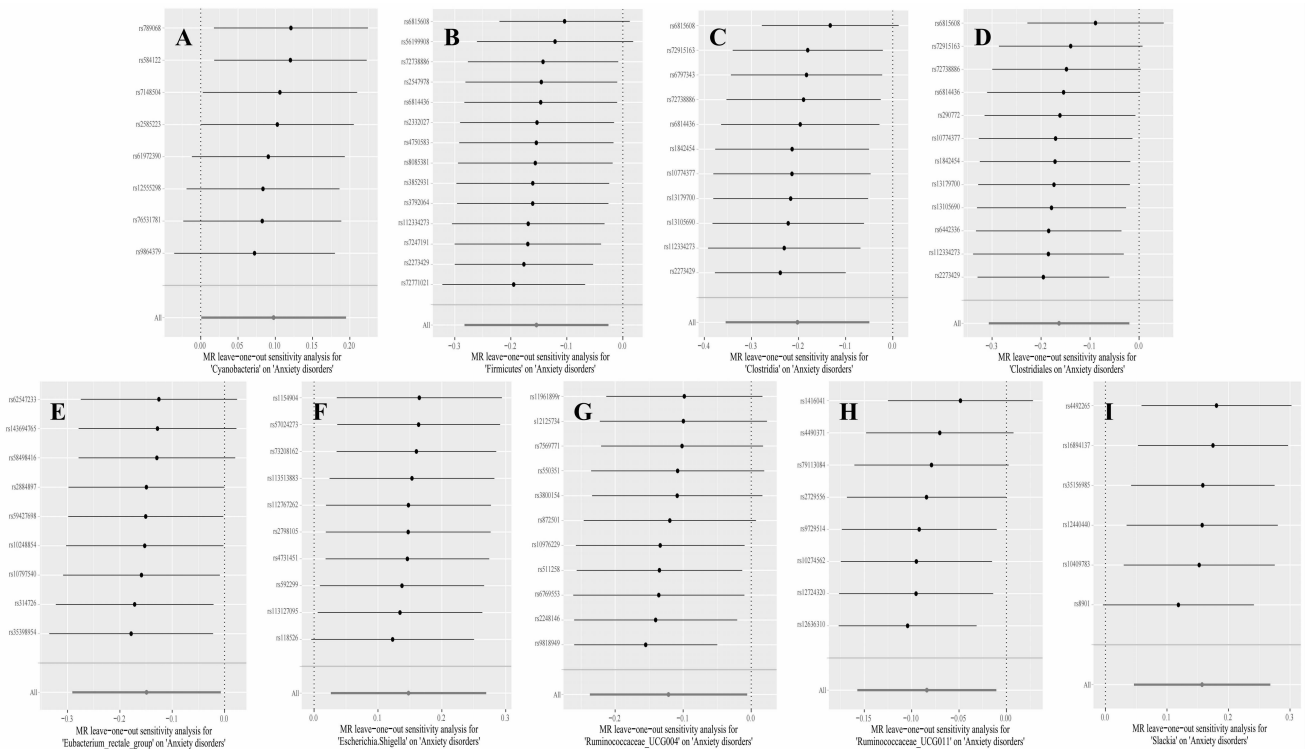 A
rs789068
rs584122
rs7148504
rs2585223
rs61972390
rs12555298
rs76531781
rs9864379
All
0.00 0.05 0.10 0.15 0.20
MR leave−one−out sensitivity analysis for
'Cyanobacteria' on 'Anxiety disorders'
B
rs6815608
rs56199908
rs72738886
rs2547978
rs6814436
rs2332027
rs4750583
rs8085381
rs3852931
rs3792064
rs112334273
rs7247191
rs2273429
rs72771021
All
−0.3 −0.2 −0.1 0.0
MR leave−one−out sensitivity analysis for
'Firmicutes' on 'Anxiety disorders'
C
rs6815608
rs72915163
rs6797343
rs72738886
rs6814436
rs1842454
rs10774377
rs13179700
rs13105690
rs112334273
rs2273429
All
−0.4 −0.3 −0.2 −0.1 0.0
MR leave−one−out sensitivity analysis for
'Clostridia' on 'Anxiety disorders'
D
rs6815608
rs72915163
rs72738886
rs6814436
rs290772
rs10774377
rs1842454
rs13179700
rs13105690
rs6442336
rs112334273
rs2273429
All
−0.3 −0.2 −0.1 0.0
MR leave−one−out sensitivity analysis for
'Clostridiales on 'Anxiety disorders'
E
rs62547233
rs143694765
rs58498416
rs2884897
rs59427698
rs10248854
rs10797540
rs314726
rs35398954
All
−0.3 −0.2 −0.1 0.0
MR leave−one−out sensitivity analysis for
'Eubacterium_rectale_group' on 'Anxiety disorders'
F
rs1154904
rs57024273
rs73208162
rs113513883
rs112767262
rs2798105
rs4731451
rs592299
rs113127095
rs118526
All
0.0 0.1 0.2 0.3
MR leave−one−out sensitivity analysis for
'Escherichia.Shigella' on 'Anxiety disorders'
G
rs11961899r
s12125734
rs7569771
rs550351
rs3800154
rs872501
rs10976229
rs511258
rs6769553
rs2248146
rs9818949
All
−0.2 −0.1 0.0
MR leave−one−out sensitivity analysis for
'Ruminococcaceae_UCG004' on 'Anxiety disorders'
H
rs1416041
rs4490371
rs79113084
rs2729556
rs9729514
rs10274562
rs12724320
rs12636310
All
−0.15 −0.10 −0.05 0.00
MR leave−one−out sensitivity analysis for
'Ruminococcaceae_UCG011' on 'Anxiety disorders'
I
rs4492265
rs16894137
rs35156985
rs12440440
rs10409783
rs8901
All
0.0 0.1 0.2 0.3
MR leave−one−out sensitivity analysis for
'Slackia' on 'Anxiety disorders'